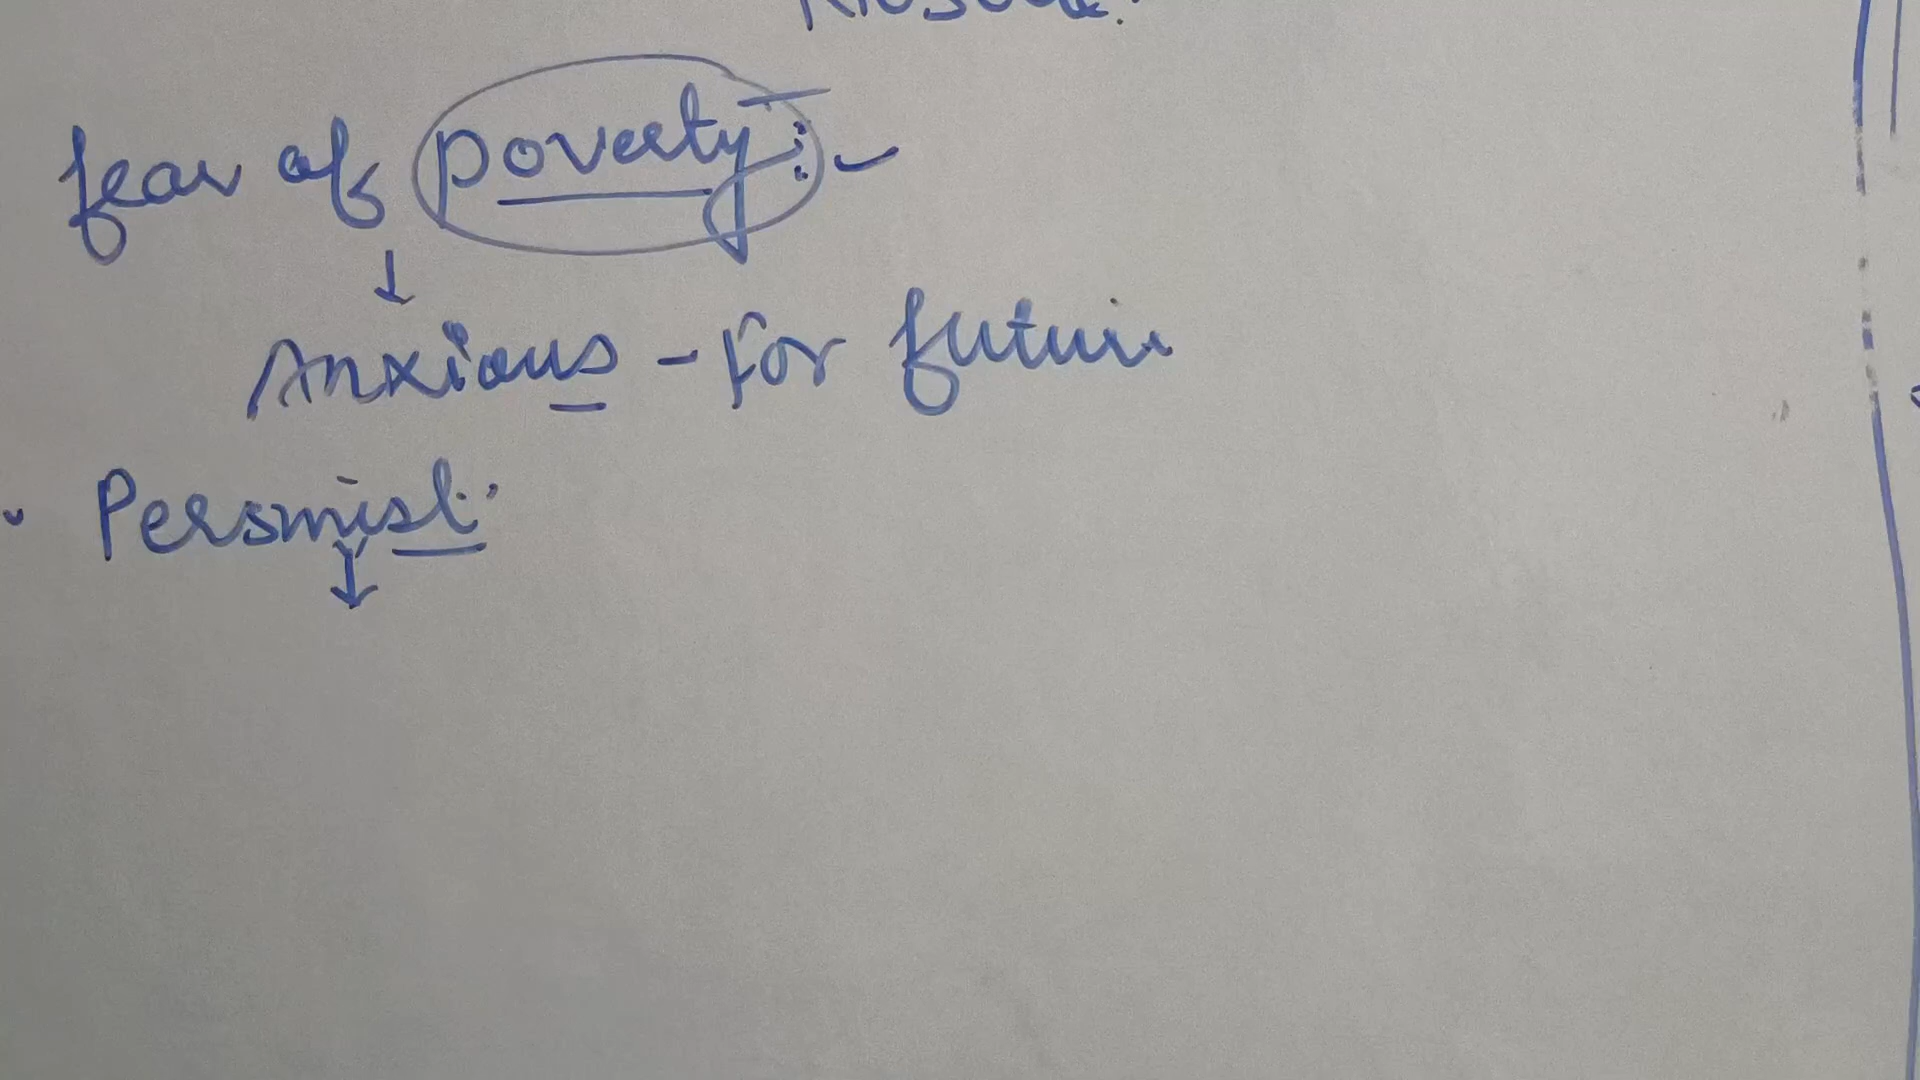 fear of poverty :-
↓
Anxious - For future
• Persmist.
↓